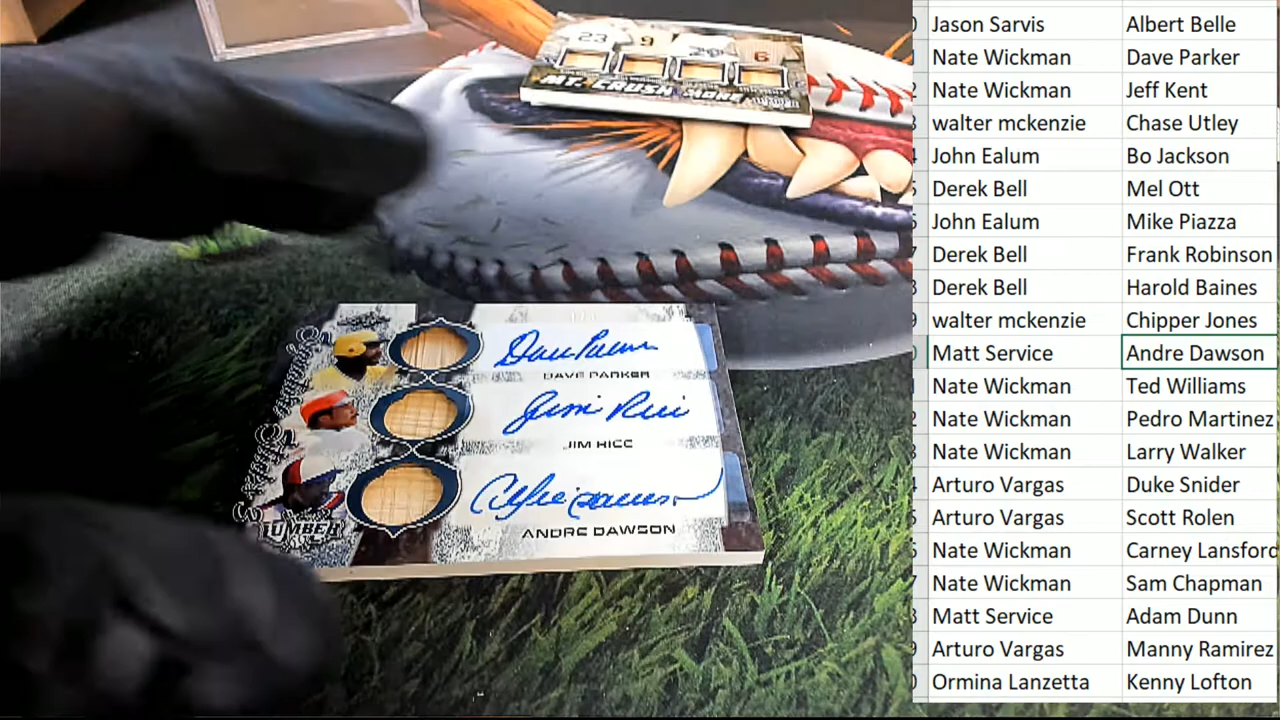 23 9 20 6
MT. CRUSH MORE
DAVE PARKER
JIM RICE
ANDRE DAWSON
LUMBER
Jason Sarvis Albert Belle
Nate Wickman Dave Parker
Nate Wickman Jeff Kent
walter mckenzie Chase Utley
John Ealum Bo Jackson
Derek Bell Mel Ott
John Ealum Mike Piazza
Derek Bell Frank Robinson
Derek Bell Harold Baines
walter mckenzie Chipper Jones
Matt Service Andre Dawson
Nate Wickman Ted Williams
Nate Wickman Pedro Martinez
Nate Wickman Larry Walker
Arturo Vargas Duke Snider
Arturo Vargas Scott Rolen
Nate Wickman Carney Lansford
Nate Wickman Sam Chapman
Matt Service Adam Dunn
Arturo Vargas Manny Ramirez
Ormina Lanzetta Kenny Lofton